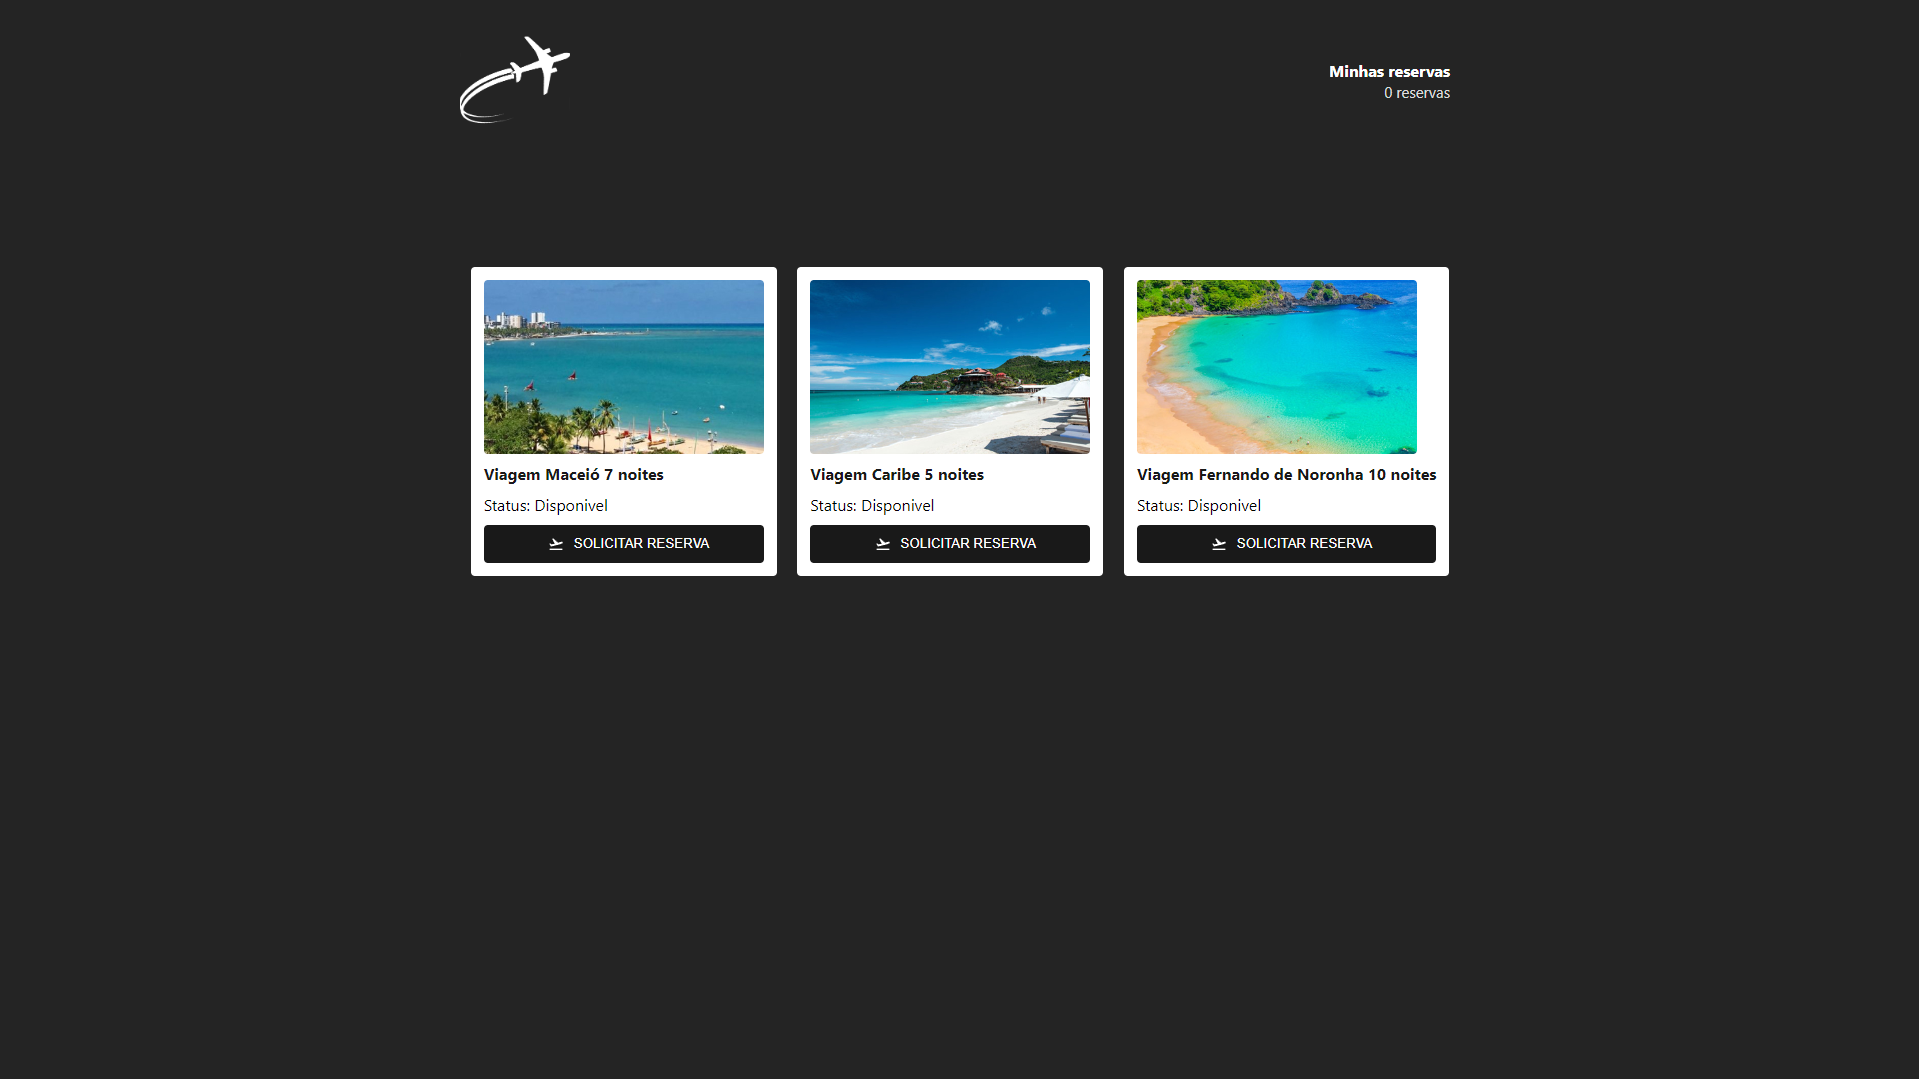 Minhas reservas
0 reservas
Viagem Maceió 7 noites
Status: Disponivel
SOLICITAR RESERVA
Viagem Caribe 5 noites
Status: Disponivel
SOLICITAR RESERVA
Viagem Fernando de Noronha 10 noites
Status: Disponivel
SOLICITAR RESERVA